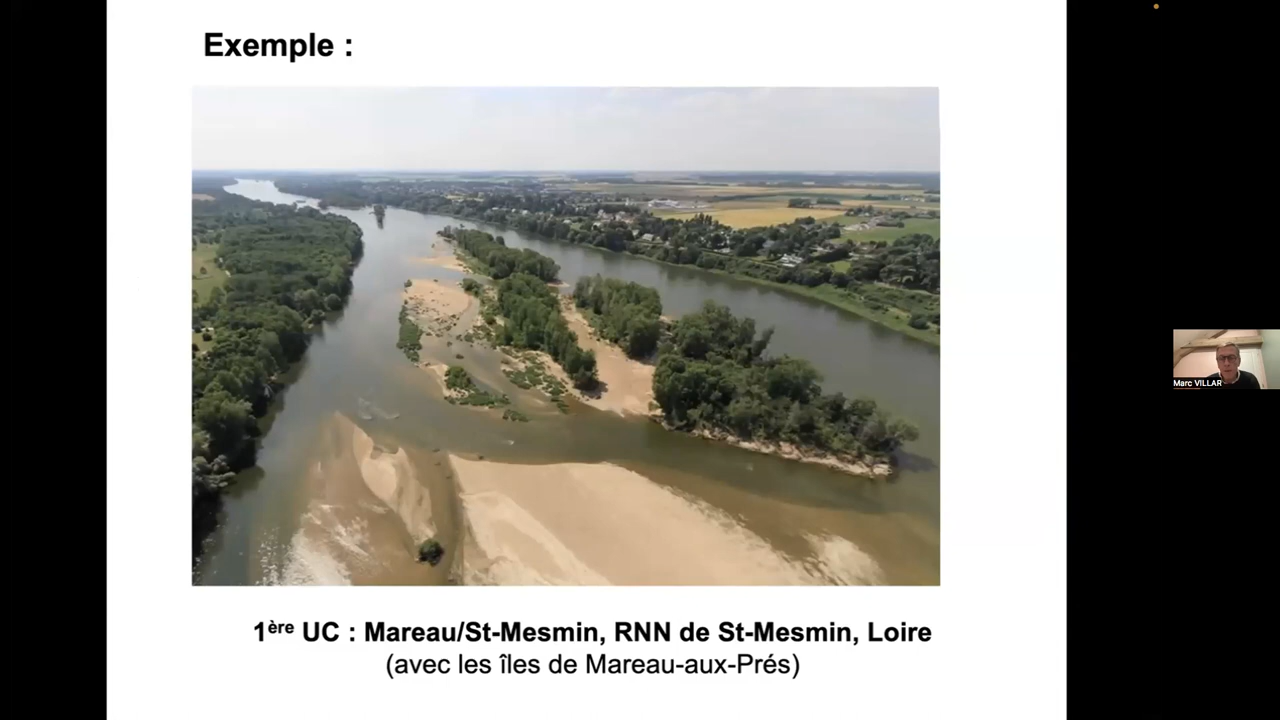 Exemple :
1ère UC : Mareau/St-Mesmin, RNN de St-Mesmin, Loire
(avec les îles de Mareau-aux-Prés)
Marc VILLAR